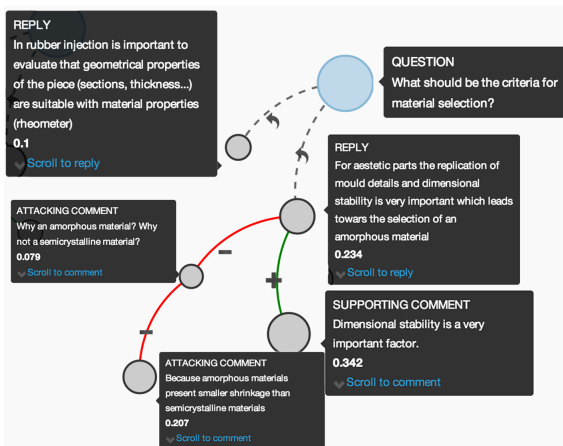 REPLY
In rubber injection is important to
evaluate that geometrical properties
of the piece (sections, thickness...)
are suitable with material properties
(rheometer)
0.1
Scroll to reply
QUESTION
What should be the criteria for
material selection?
REPLY
For aestetic parts the replication of
mould details and dimensional
stability is very important which leads
towars the selection of an
amorphous material
0.234
Scroll to reply
ATTACKING COMMENT
Why an amorphous material? Why
not a semicrystalline material?
0.079
Scroll to comment
SUPPORTING COMMENT
Dimensional stability is a very
important factor.
0.342
Scroll to comment
ATTACKING COMMENT
Because amorphous materials
present smaller shrinkage than
semicrystalline materials
0.207
Scroll to comment